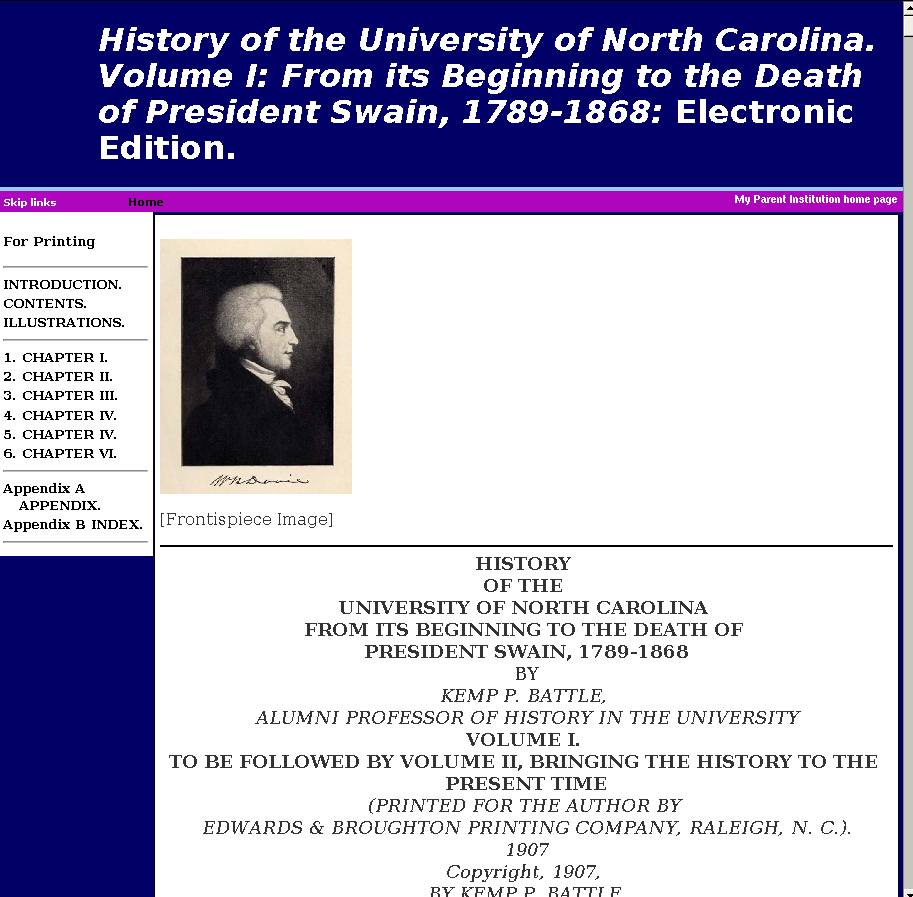 History of the University of North Carolina.
Volume I: From its Beginning to the Death
of President Swain, 1789-1868: Electronic
Edition.
Skip links
Home
My Parent Institution home page
For Printing
INTRODUCTION.
CONTENTS.
ILLUSTRATIONS.
1. CHAPTER I.
2. CHAPTER II.
3. CHAPTER III.
4. CHAPTER IV.
5. CHAPTER IV.
6. CHAPTER VI.
Appendix A
APPENDIX.
Appendix B INDEX.
WRDavie
[Frontispiece Image]
HISTORY
OF THE
UNIVERSITY OF NORTH CAROLINA
FROM ITS BEGINNING TO THE DEATH OF
PRESIDENT SWAIN, 1789-1868
BY
KEMP P. BATTLE,
ALUMNI PROFESSOR OF HISTORY IN THE UNIVERSITY
VOLUME I.
TO BE FOLLOWED BY VOLUME II, BRINGING THE HISTORY TO THE
PRESENT TIME
(PRINTED FOR THE AUTHOR BY
EDWARDS & BROUGHTON PRINTING COMPANY, RALEIGH, N. C.).
1907
Copyright, 1907,
BY KEMP P. BATTLE